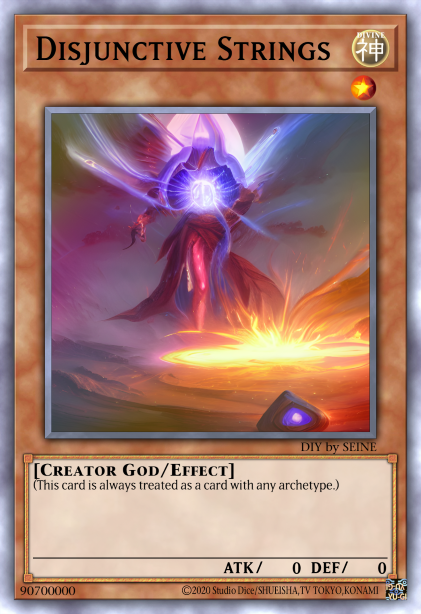 DISJUNCTIVE STRINGS
DIVINE
神
DIY by SEINE
[CREATOR GOD/EFFECT]
(This card is always treated as a card with any archetype.)
ATK/ 0 DEF/ 0
90700000
©2020 Studio Dice/SHUEISHA,TV TOKYO,KONAMI